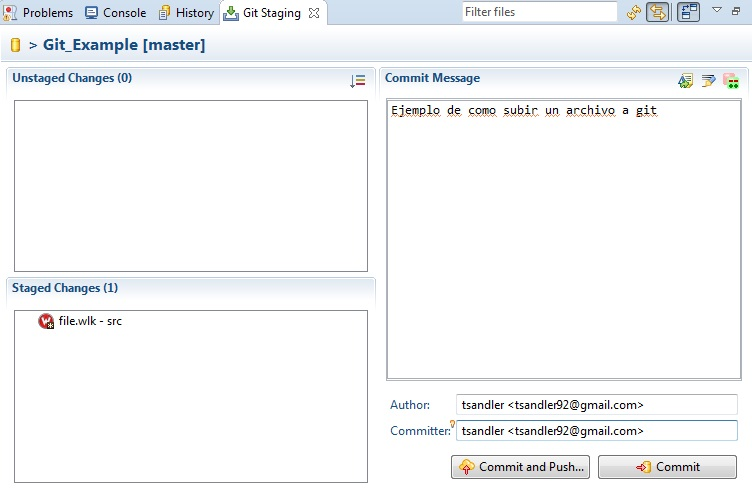 Problems Console History Git Staging Filter files
> Git_Example [master]
Unstaged Changes (0)
Commit Message
Ejemplo de como subir un archivo a git
Staged Changes (1)
file.wlk - src
Author: tsandler <tsandler92@gmail.com>
Committer: tsandler <tsandler92@gmail.com>
Commit and Push... Commit